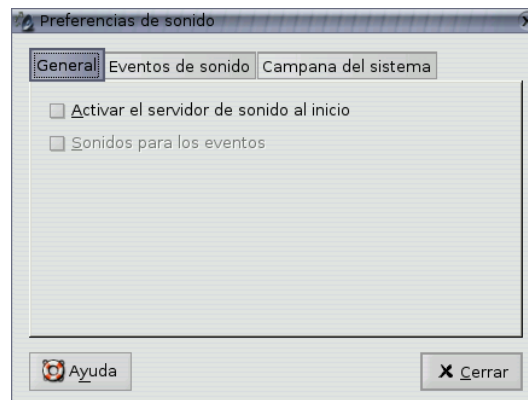 Preferencias de sonido
General Eventos de sonido Campana del sistema
Activar el servidor de sonido al inicio
Sonidos para los eventos
Ayuda Cerrar